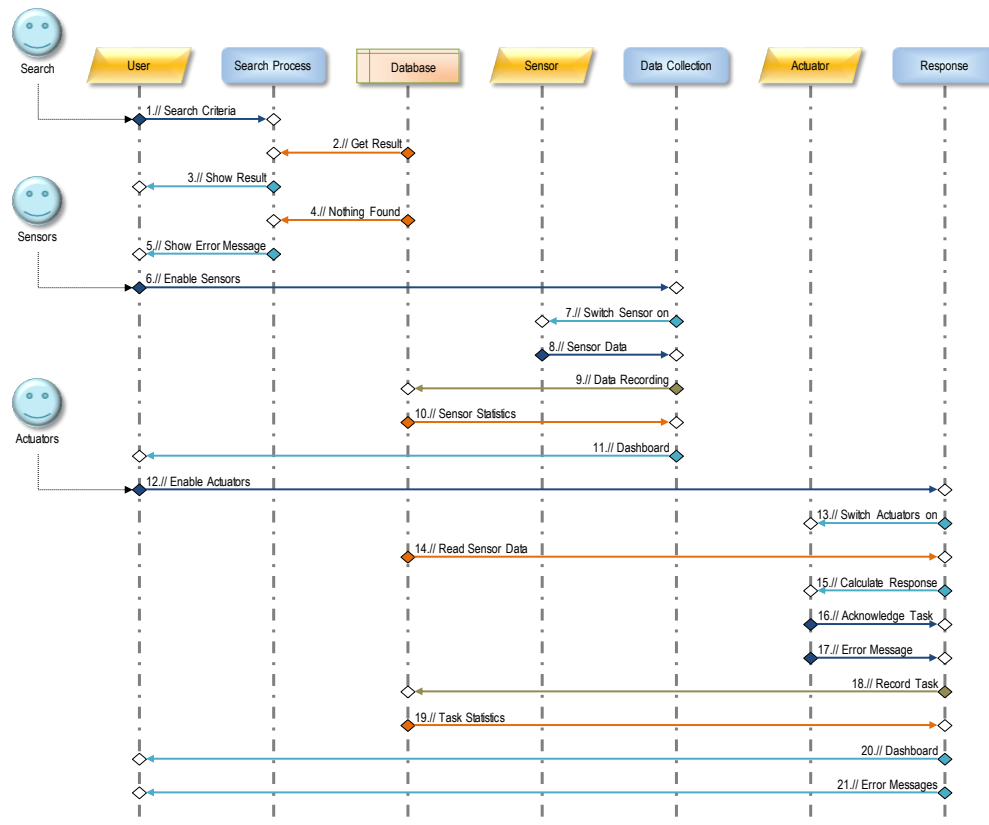 Search
User
Search Process
Database
Sensor
Data Collection
Actuator
Response
1.// Search Criteria
2.// Get Result
3.// Show Result
Sensors
4.// Nothing Found
5.// Show Error Message
6.// Enable Sensors
7.// Switch Sensor on
8.// Sensor Data
9.// Data Recording
Actuators
10.// Sensor Statistics
11.// Dashboard
12.// Enable Actuators
13.// Switch Actuators on
14.// Read Sensor Data
15.// Calculate Response
16.// Acknowledge Task
17.// Error Message
18.// Record Task
19.// Task Statistics
20.// Dashboard
21.// Error Messages